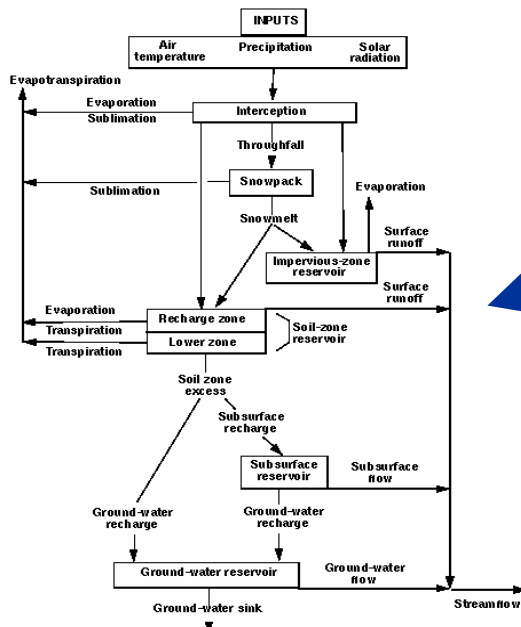 INPUTS
Air temperature
Precipitation
Solar radiation
Evapotranspiration
Evaporation
Sublimation
Interception
Throughfall
Sublimation
Snowpack
Evaporation
Snowmelt
Surface runoff
Impervious-zone reservoir
Surface runoff
Evaporation
Recharge zone
Transpiration
Soil-zone reservoir
Lower zone
Transpiration
Soil zone excess
Subsurface recharge
Subsurface reservoir
Subsurface flow
Ground-water recharge
Ground-water recharge
Ground-water reservoir
Ground-water flow
Ground-water sink
Streamflow